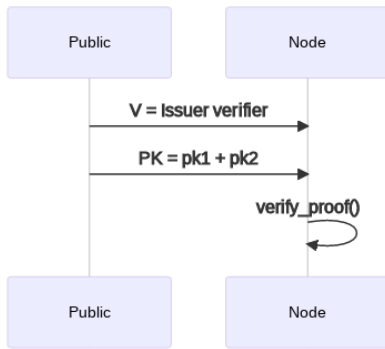 Public
Node
V = Issuer verifier
PK = pk1 + pk2
verify_proof()
Public
Node